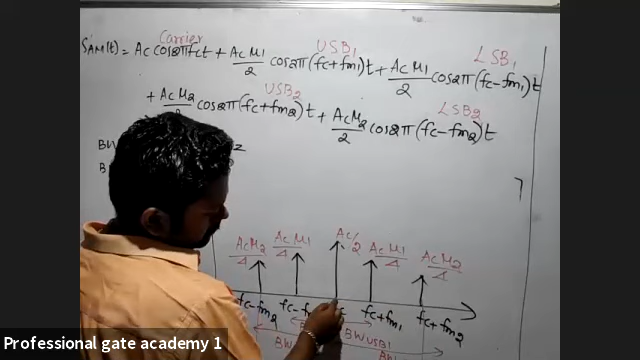 Carrier USB1 LSB1
SAM(t) = Ac cos2πfct + AcM1/2 cos2π(fc+fm1)t + AcM1/2 cos2π(fc-fm1)t
USB2 LSB2
+ AcM2/2 cos2π(fc+fm2)t + AcM2/2 cos2π(fc-fm2)t
AcM2/4 AcM1/4 Ac/2 AcM1/4 AcM2/4
fc-fm2 fc+fm1 fc+fm2
BWUSB1
Professional gate academy 1